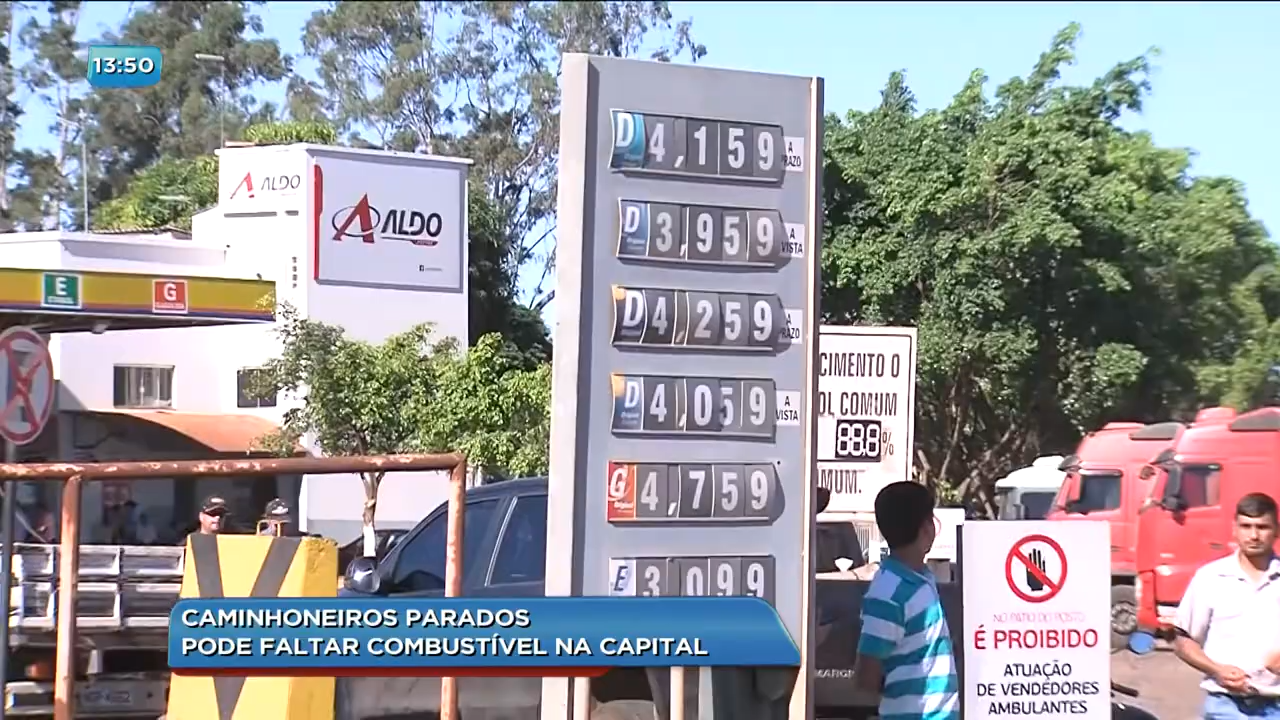 13:50
ALDO
ALDO
E
G
D 4,159 A PRAZO
D 3,959 A VISTA
D 4,259 A PRAZO
D 4,059 A VISTA
G 4,759
E 3,099
CIMENTO O
OL COMUM
88,8%
MUM.
NO PÁTIO DO POSTO
É PROIBIDO
ATUAÇÃO
DE VENDEDORES
AMBULANTES
CAMINHONEIROS PARADOS
PODE FALTAR COMBUSTÍVEL NA CAPITAL